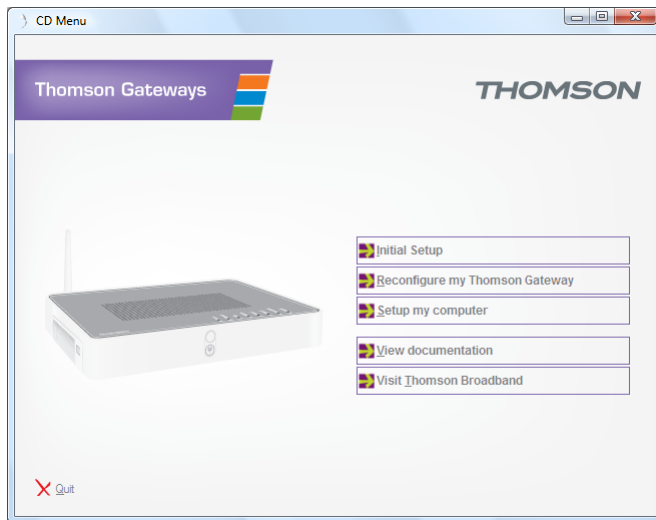 CD Menu
Thomson Gateways
THOMSON
Initial Setup
Reconfigure my Thomson Gateway
Setup my computer
View documentation
Visit Thomson Broadband
Quit